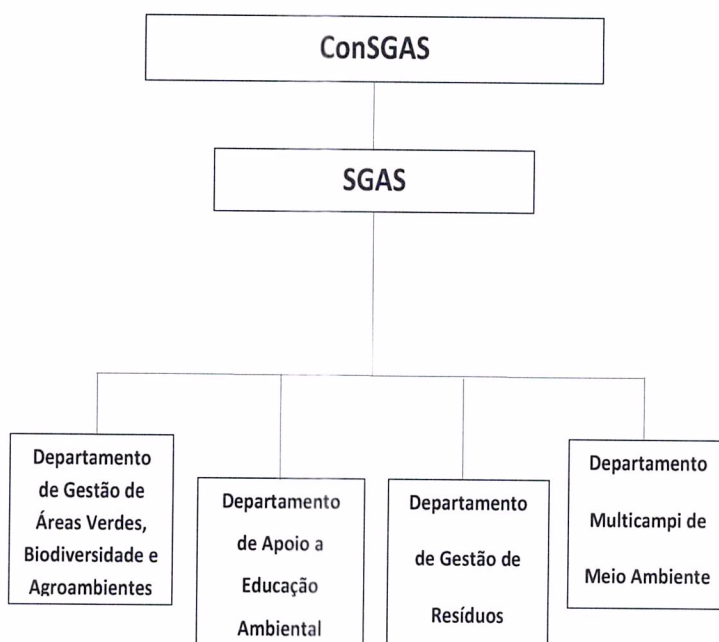 ConSGAS
SGAS
Departamento
de Gestão de
Áreas Verdes,
Biodiversidade e
Agroambientes
Departamento
de Apoio a
Educação
Ambiental
Departamento
de Gestão de
Resíduos
Departamento
Multicampi de
Meio Ambiente